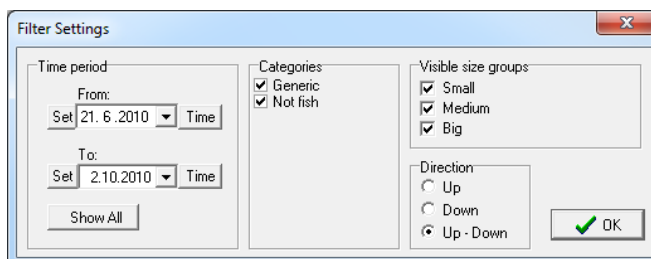 Filter Settings
Time period
From:
Set 21. 6 .2010 Time
To:
Set 2.10.2010 Time
Show All
Categories
Generic
Not fish
Visible size groups
Small
Medium
Big
Direction
Up
Down
Up - Down
OK